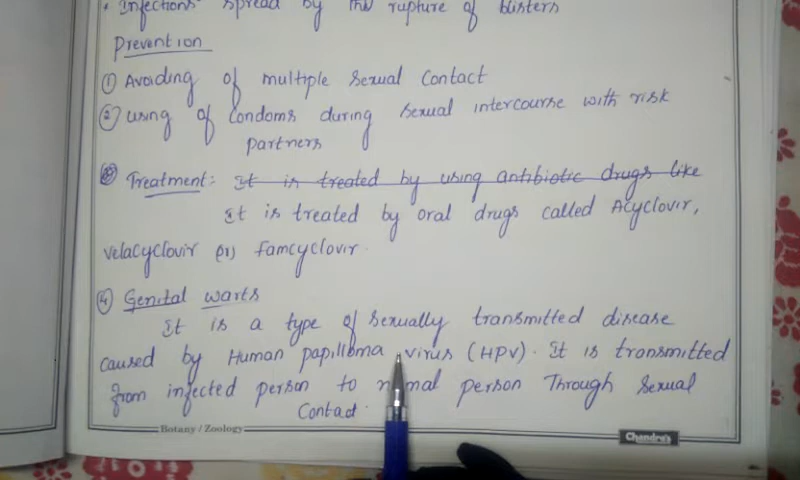 • Infections spread by the rupture of blisters
Prevention
① Avoiding of multiple sexual contact
② using of condoms during sexual intercourse with risk
partners
Treatment: It is treated by using antibiotic drugs like
It is treated by oral drugs called Acyclovir,
velacyclovir (or) famcyclovir.
④ Genital warts
It is a type of sexually transmitted disease
caused by Human papilloma virus (HPV). It is transmitted
from infected person to normal person Through sexual
Contact.
Botany / Zoology
Chandra's